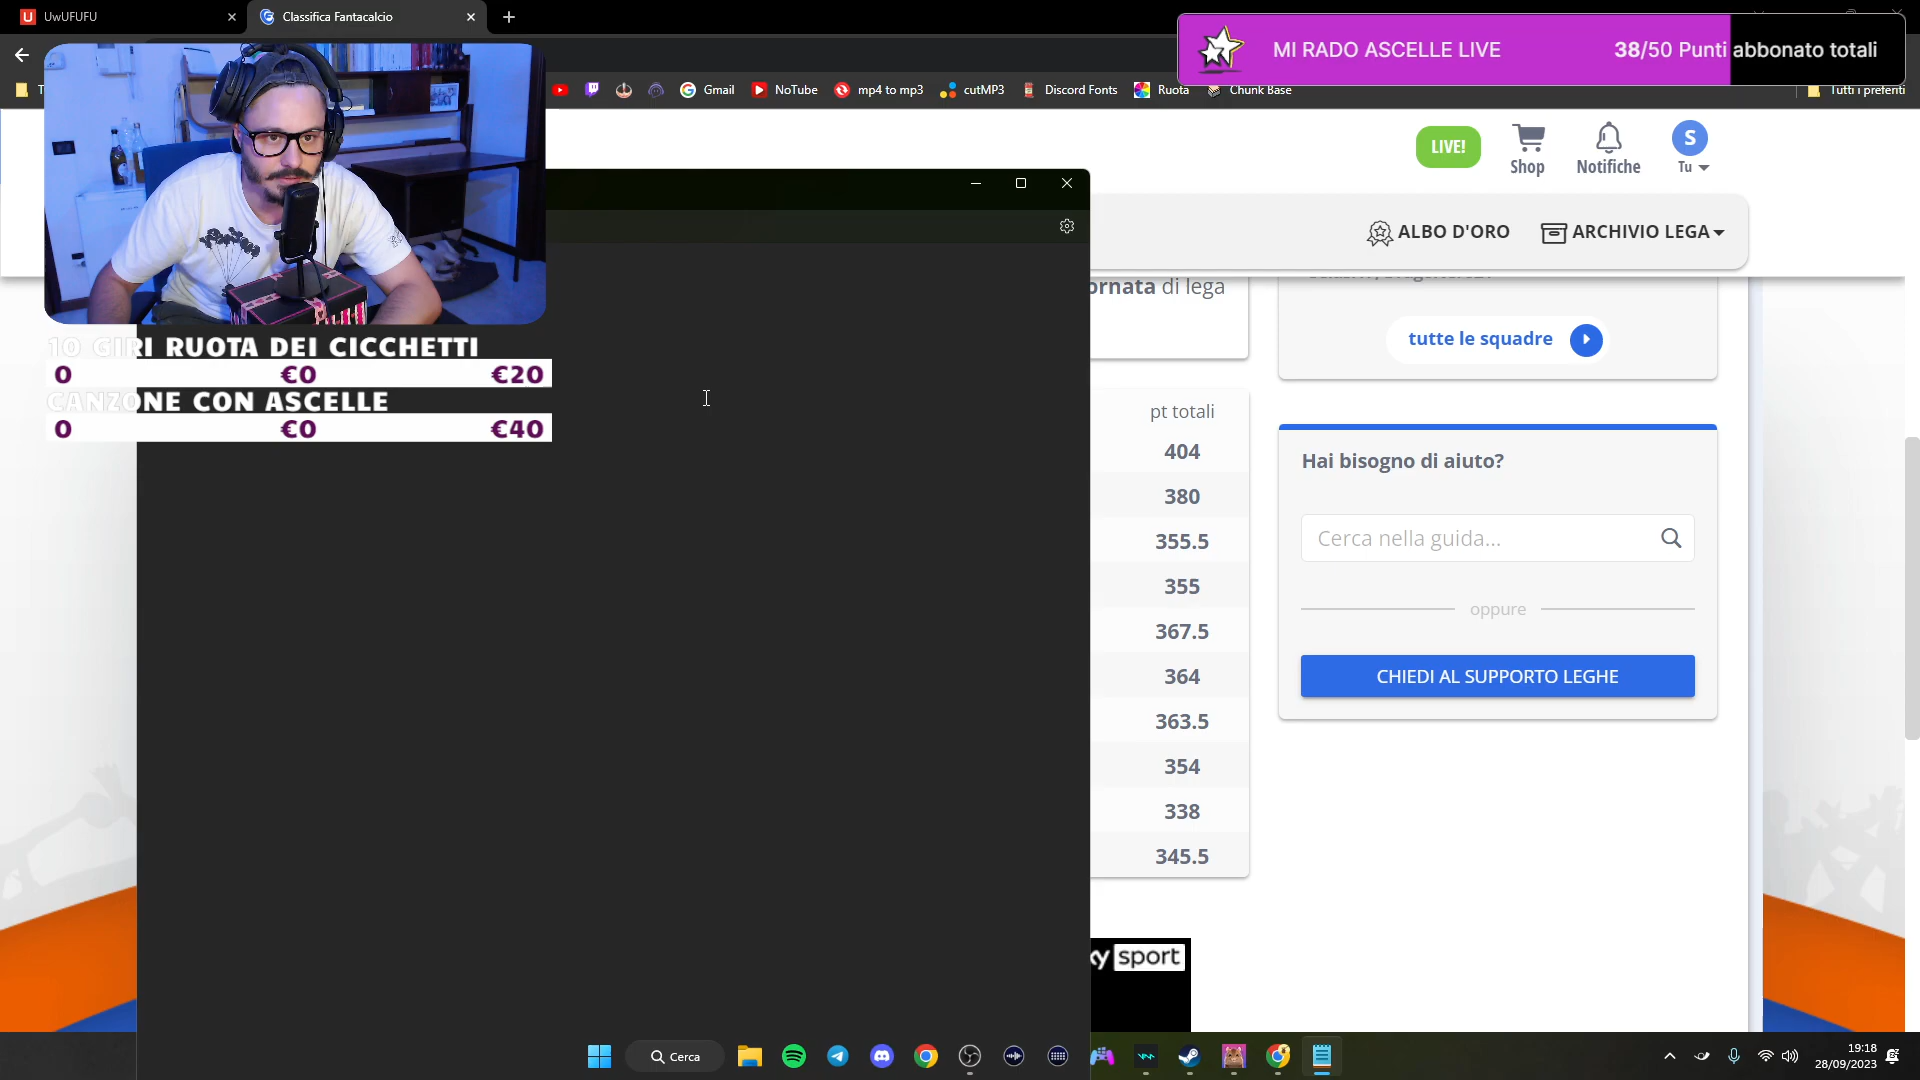 UwUFUFU
Classifica Fantacalcio
MI RADO ASCELLE LIVE
38/50 Punti abbonato totali
T
Gmail
NoTube
mp4 to mp3
cutMP3
Discord Fonts
Ruota
Chunk Base
Tutti i preferiti
LIVE!
Shop
Notifiche
S
Tu
ALBO D'ORO
ARCHIVIO LEGA
ornata di lega
tutte le squadre
10 GIRI RUOTA DEI CICCHETTI
0 €0 €20
CANZONE CON ASCELLE
0 €0 €40
pt totali
404
380
355.5
355
367.5
364
363.5
354
338
345.5
Hai bisogno di aiuto?
Cerca nella guida...
oppure
CHIEDI AL SUPPORTO LEGHE
ky sport
Cerca
19:18
28/09/2023